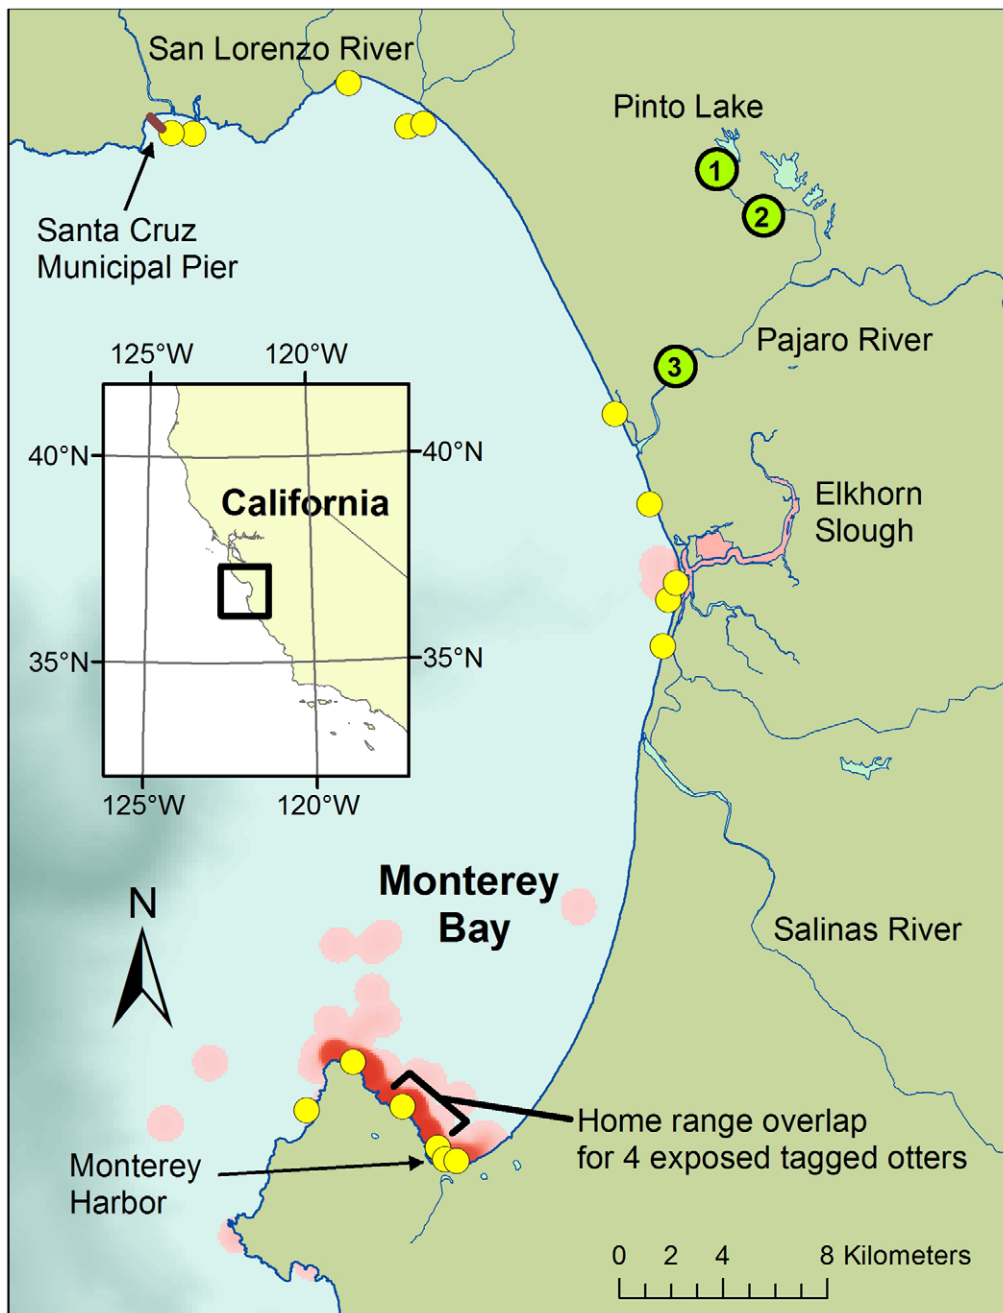 San Lorenzo River
Pinto Lake
1
2
Santa Cruz
Municipal Pier
Pajaro River
3
125°W
120°W
40°N
40°N
California
Elkhorn
Slough
35°N
35°N
125°W
120°W
Monterey
Bay
N
Salinas River
Home range overlap
for 4 exposed tagged otters
Monterey
Harbor
0 2 4 8 Kilometers